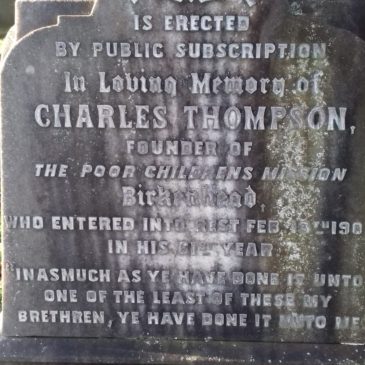 IS ERECTED
BY PUBLIC SUBSCRIPTION
In Loving Memory of
CHARLES THOMPSON,
FOUNDER OF
THE POOR CHILDRENS MISSION
Birkenhead,
WHO ENTERED INTO REST FEB 190
IN HIS YEAR
INASMUCH AS YE HAVE DONE IT UNTO
ONE OF THE LEAST OF THESE MY
BRETHREN, YE HAVE DONE IT UNTO ME